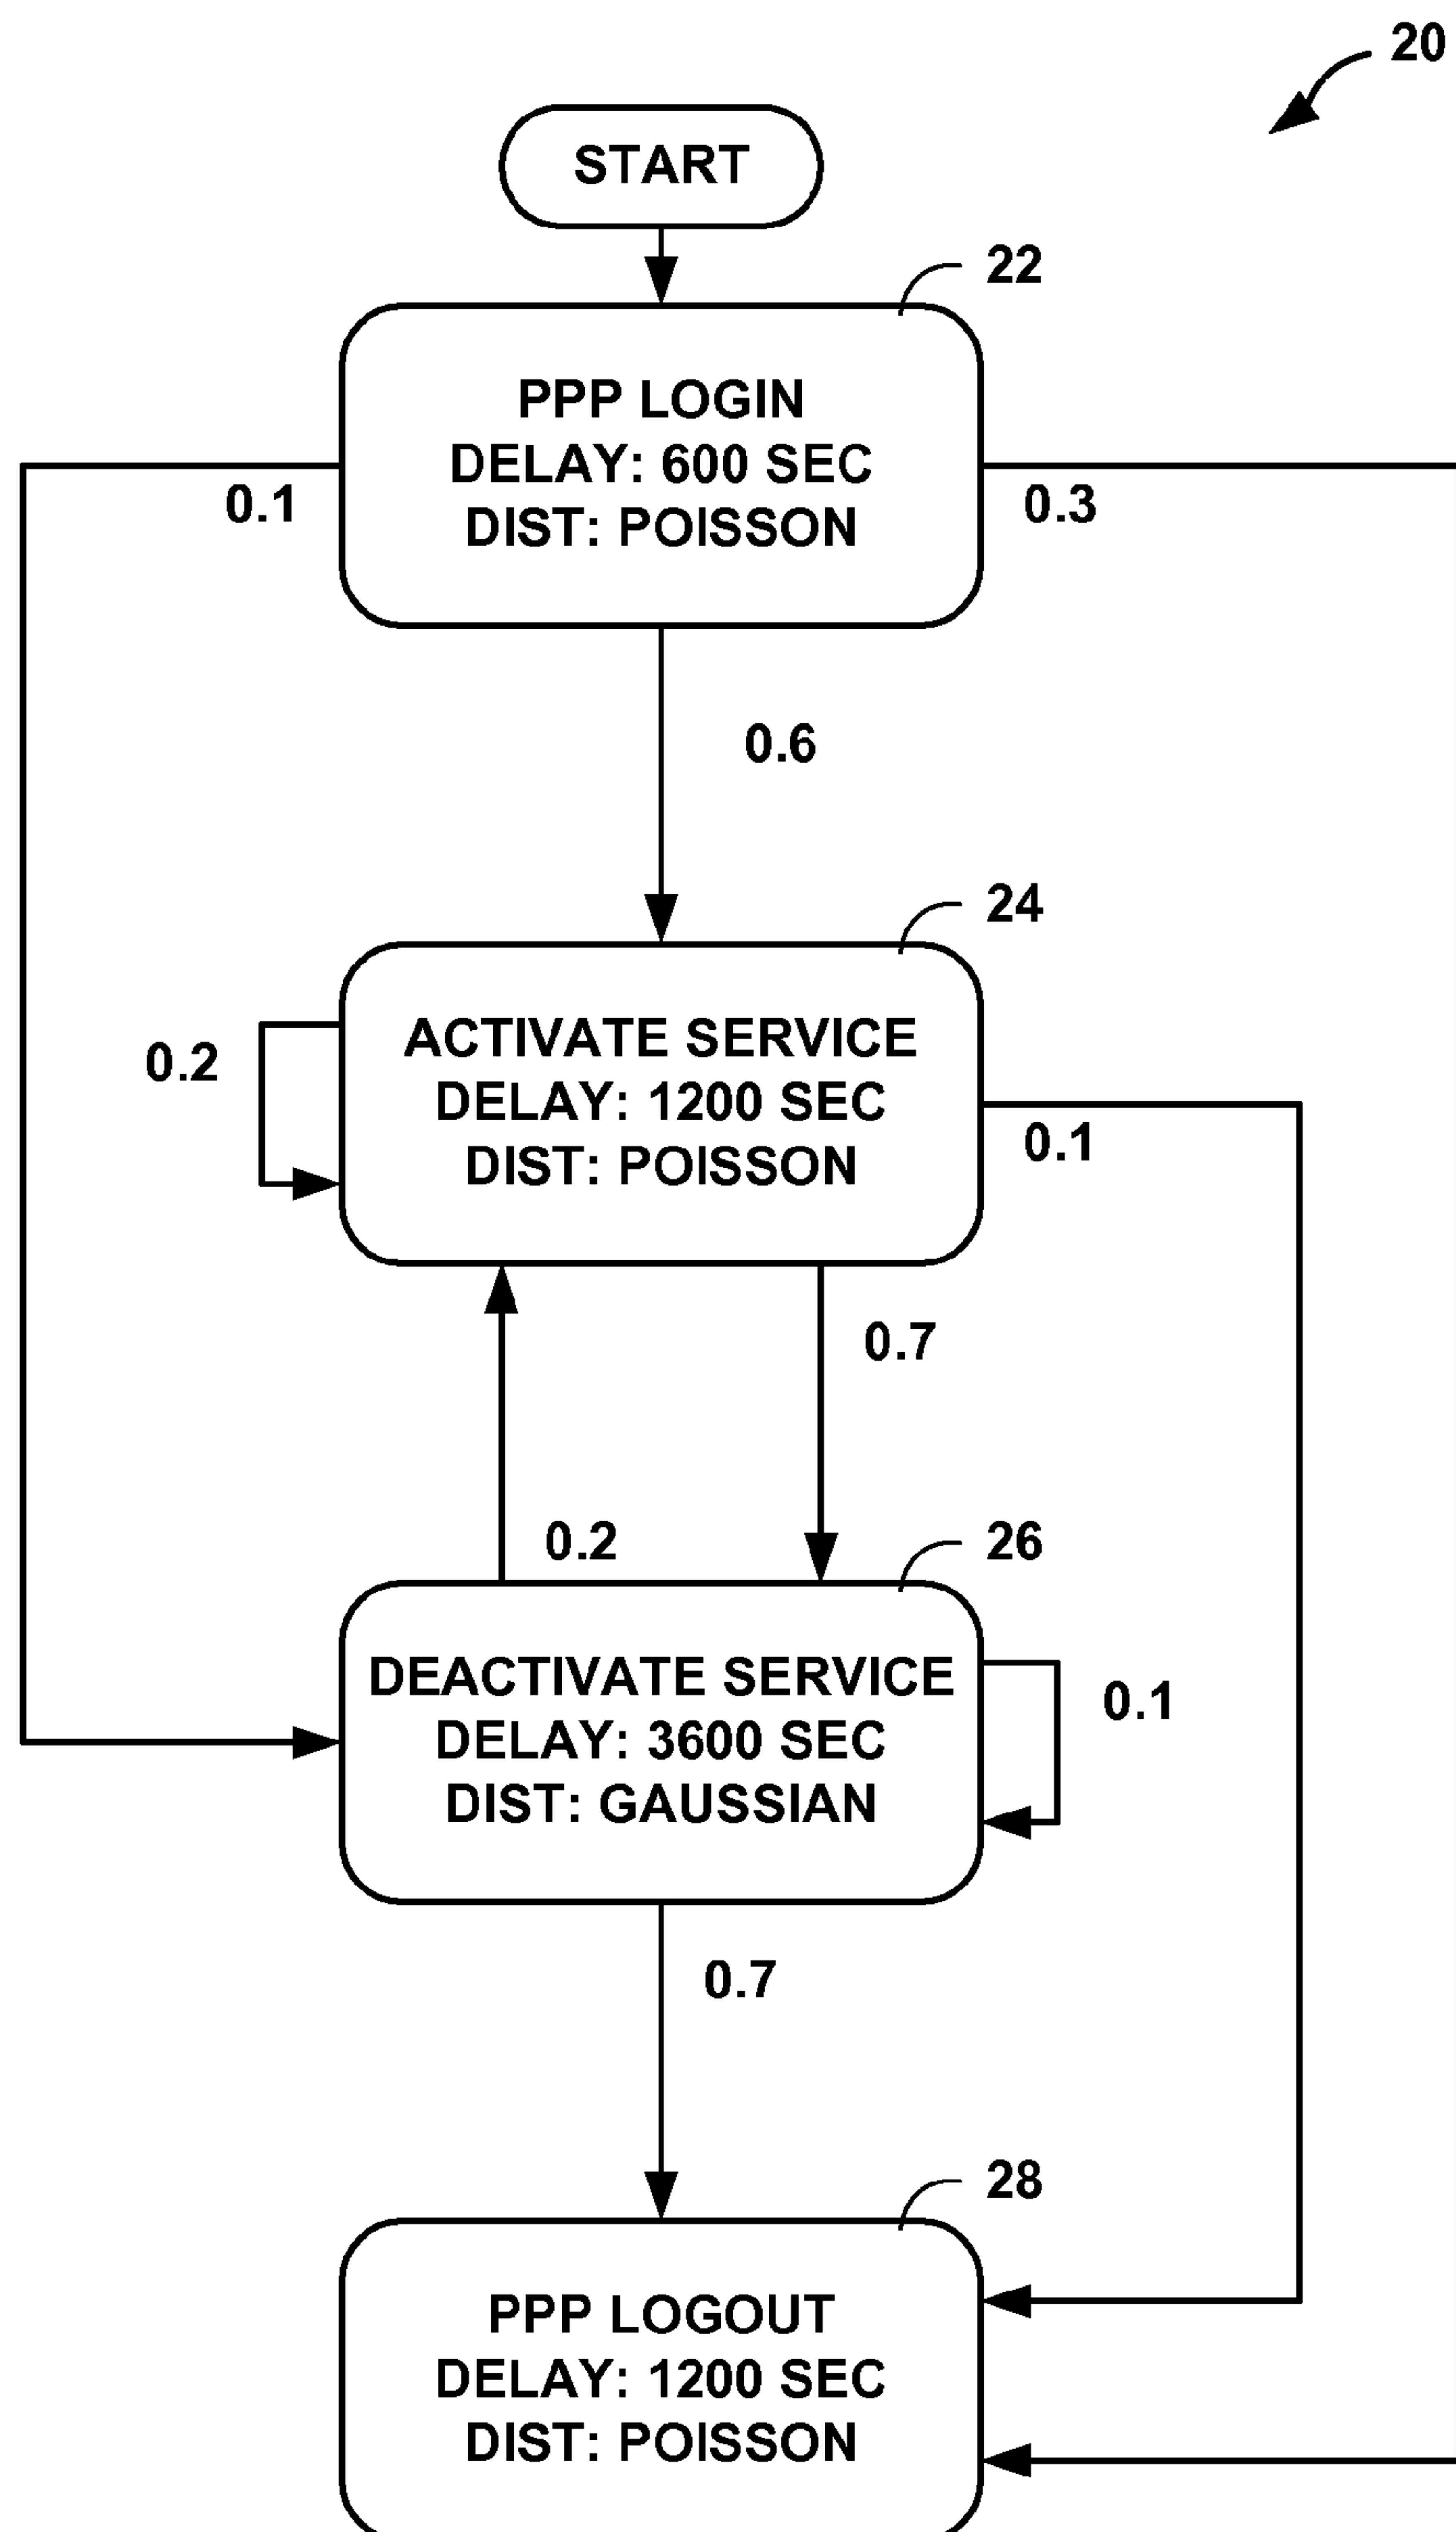 20
START
22
PPP LOGIN
DELAY: 600 SEC
DIST: POISSON
0.1
0.3
0.6
24
ACTIVATE SERVICE
DELAY: 1200 SEC
DIST: POISSON
0.2
0.1
0.7
0.2
26
DEACTIVATE SERVICE
DELAY: 3600 SEC
DIST: GAUSSIAN
0.1
0.7
28
PPP LOGOUT
DELAY: 1200 SEC
DIST: POISSON